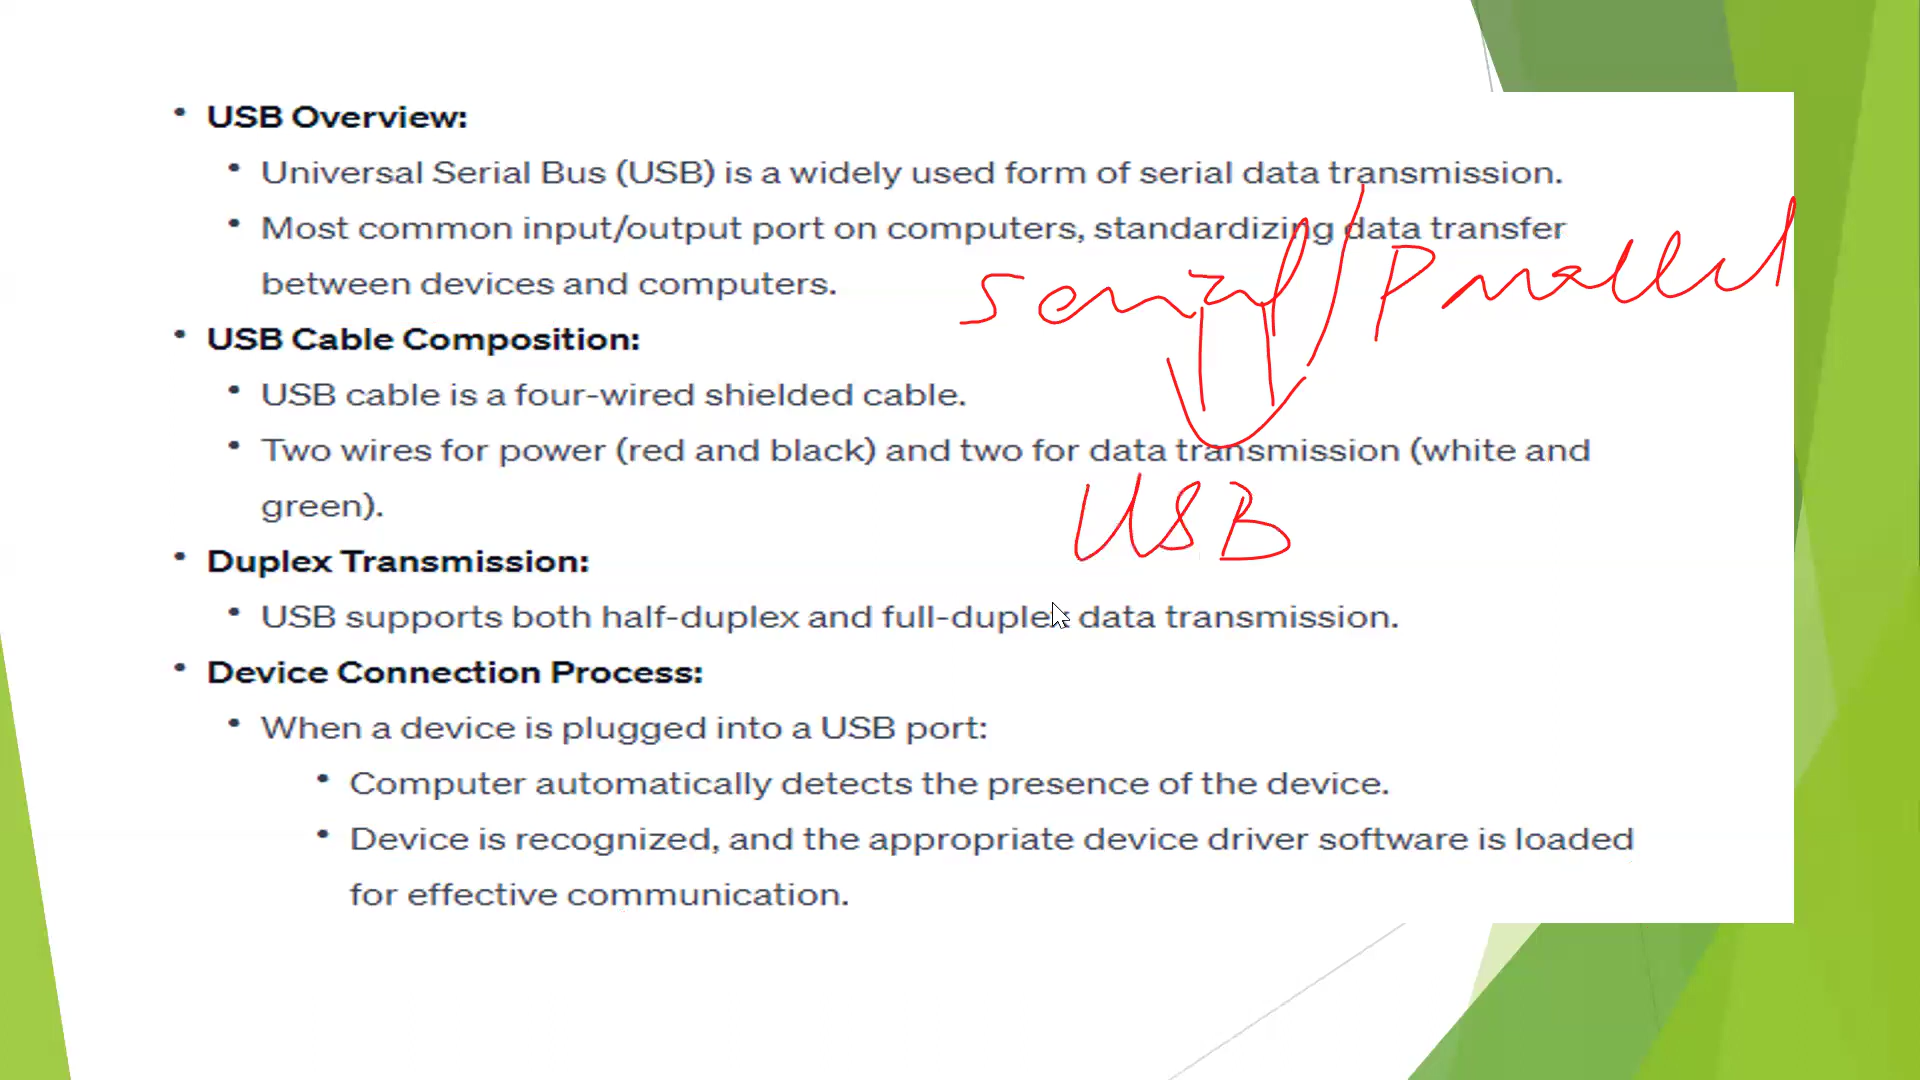 • USB Overview:
• Universal Serial Bus (USB) is a widely used form of serial data transmission.
• Most common input/output port on computers, standardizing data transfer
between devices and computers.
Serial / Parallel
• USB Cable Composition:
• USB cable is a four-wired shielded cable.
• Two wires for power (red and black) and two for data transmission (white and
green).
USB
• Duplex Transmission:
• USB supports both half-duplex and full-duplex data transmission.
• Device Connection Process:
• When a device is plugged into a USB port:
• Computer automatically detects the presence of the device.
• Device is recognized, and the appropriate device driver software is loaded
for effective communication.